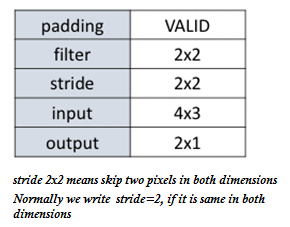 padding VALID
filter 2x2
stride 2x2
input 4x3
output 2x1
stride 2x2 means skip two pixels in both dimensions
Normally we write stride=2, if it is same in both
dimensions